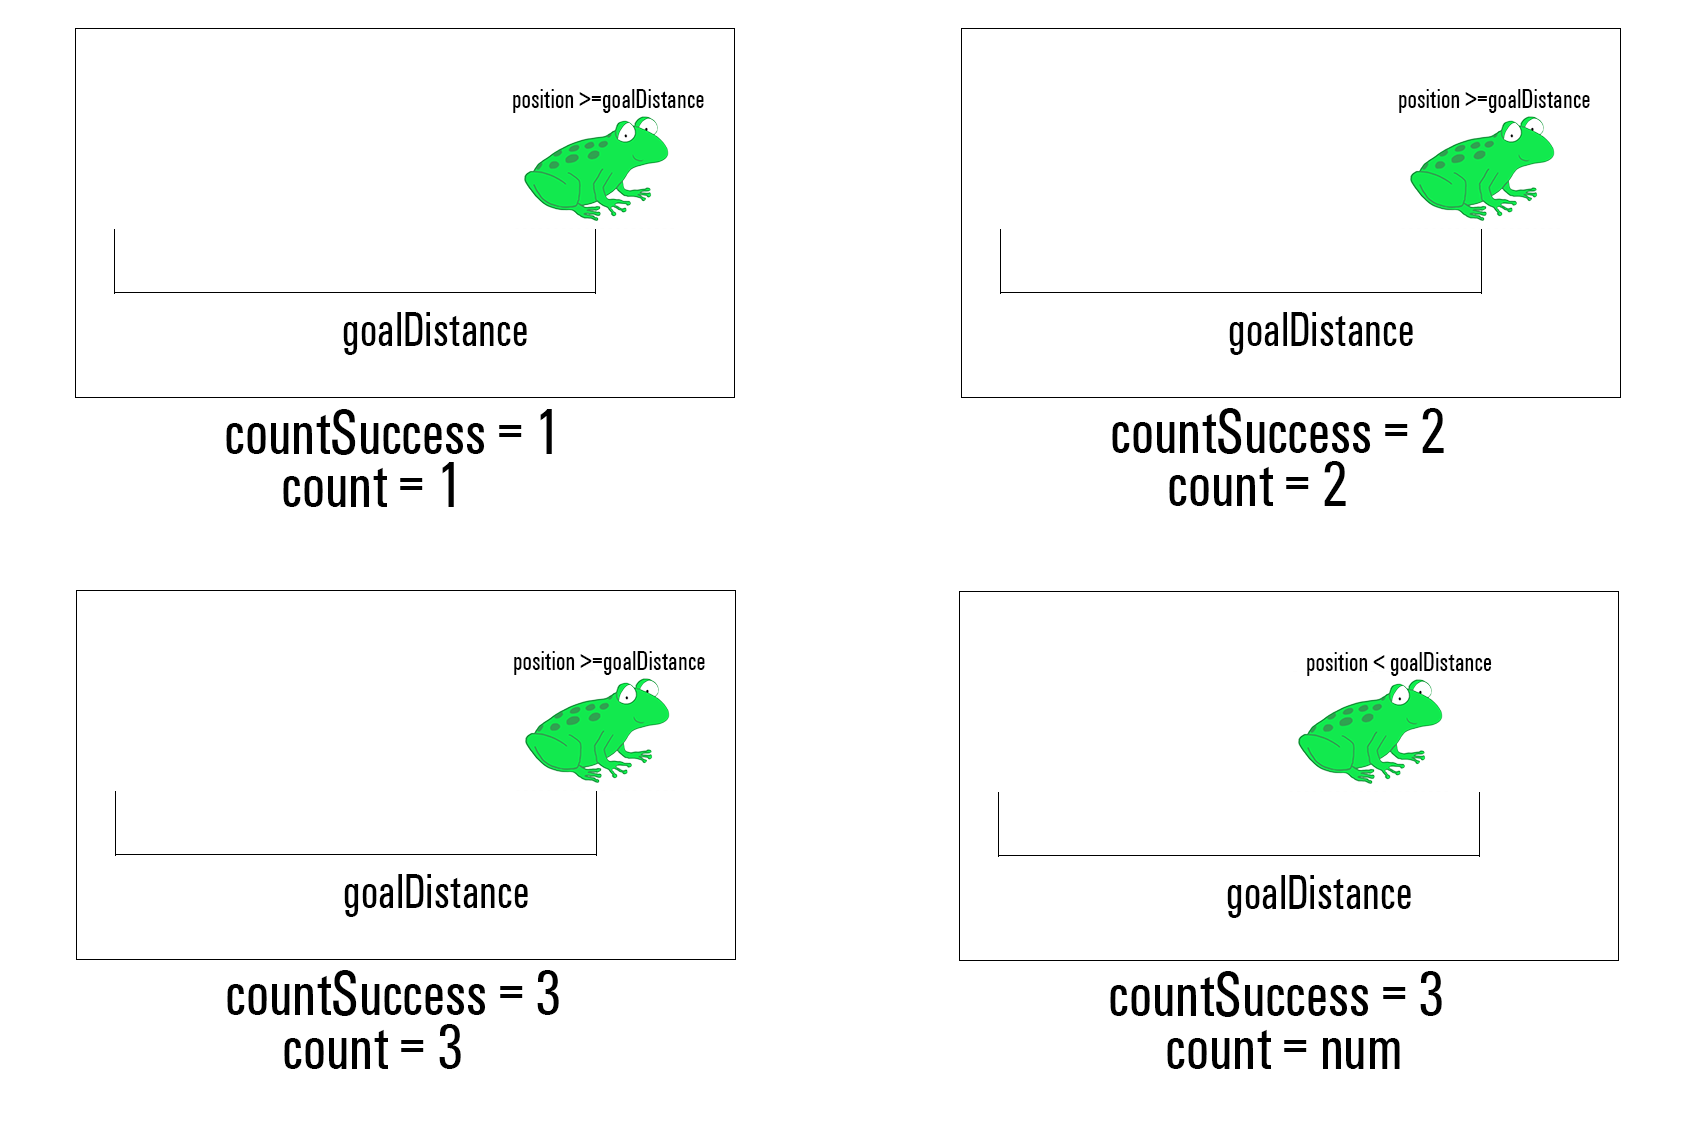 position >=goalDistance
goalDistance
countSuccess = 1
count = 1
position >=goalDistance
goalDistance
countSuccess = 2
count = 2
position >=goalDistance
goalDistance
countSuccess = 3
count = 3
position < goalDistance
goalDistance
countSuccess = 3
count = num